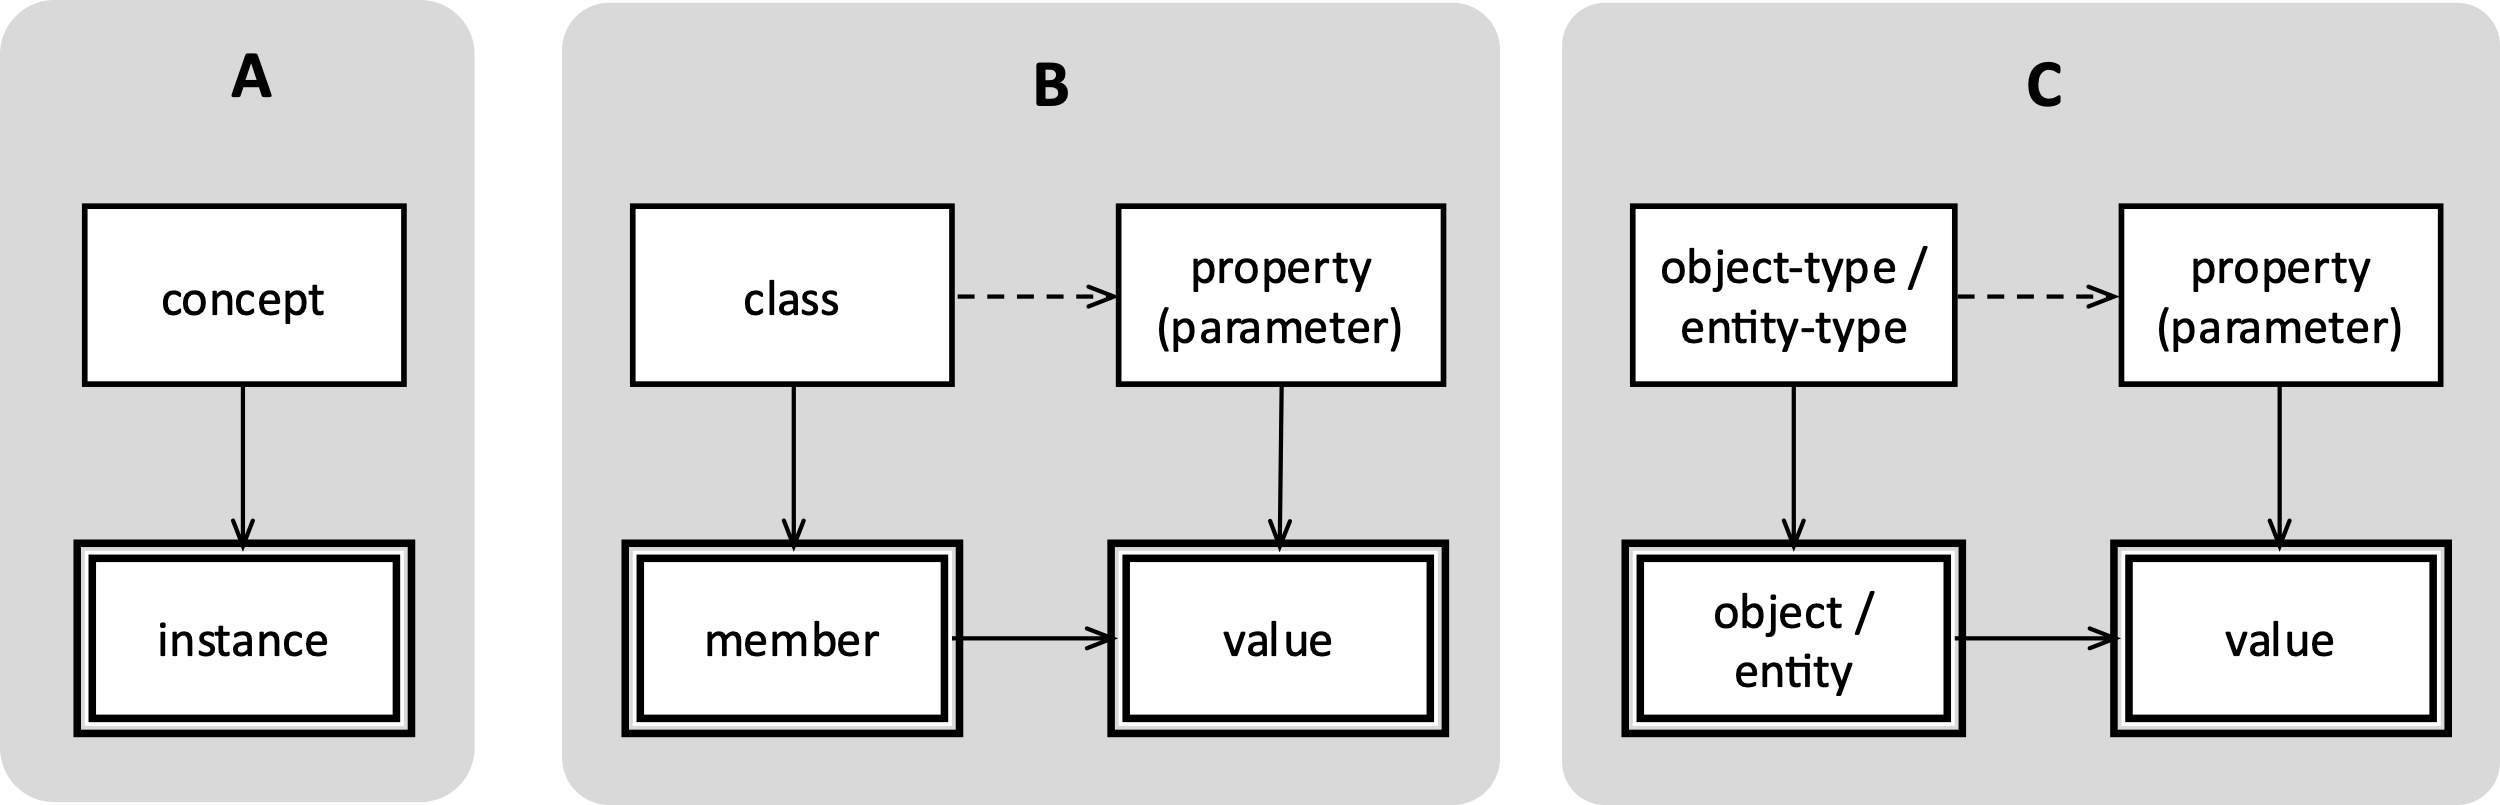 A
concept
instance
B
class
property
(parameter)
member
value
C
object-type /
entity-type
property
(parameter)
object /
entity
value